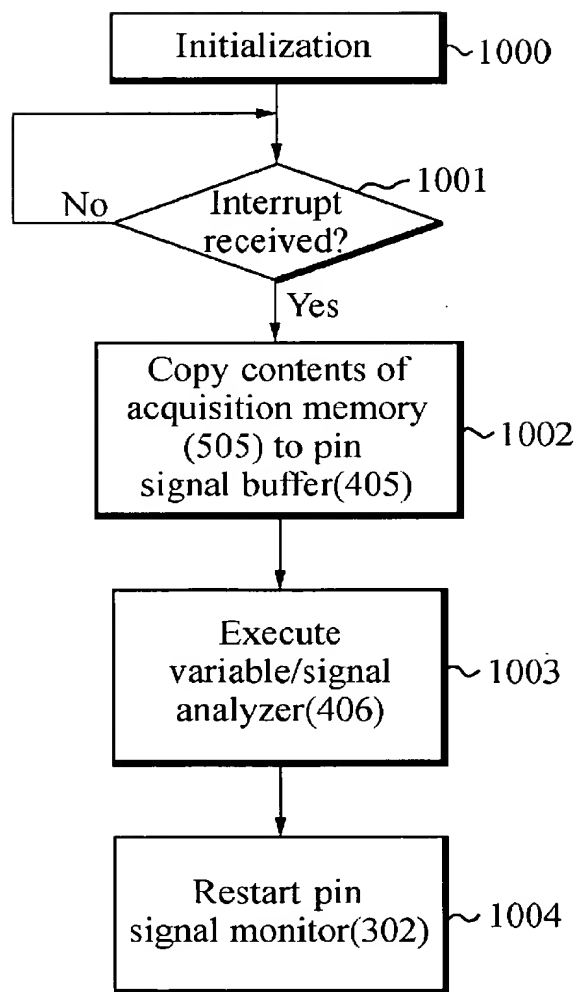 Initialization
1000
1001
Interrupt
received?
No
Yes
Copy contents of
acquisition memory
(505) to pin
signal buffer(405)
1002
Execute
variable/signal
analyzer(406)
1003
Restart pin
signal monitor(302)
1004